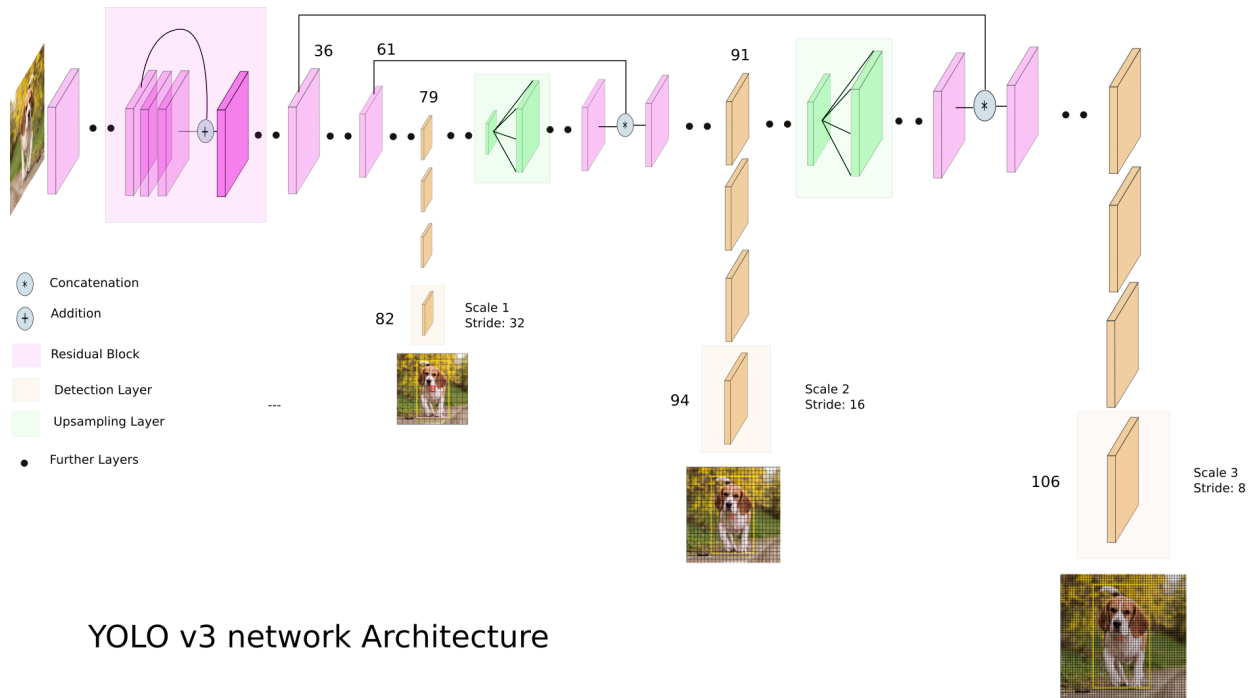 36
61
91
79
*
+
*
Concatenation
*
Addition
+
82
Scale 1
Stride: 32
Residual Block
Detection Layer
---
94
Scale 2
Stride: 16
Upsampling Layer
Further Layers
106
Scale 3
Stride: 8
YOLO v3 network Architecture